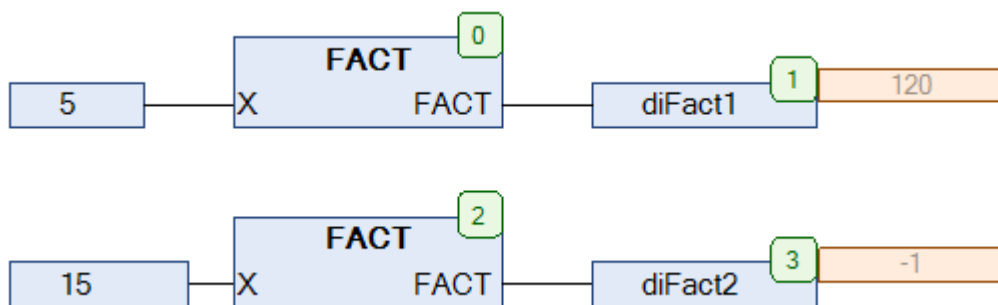 0
FACT
5 X FACT diFact1 1 120
2
FACT
15 X FACT diFact2 3 -1